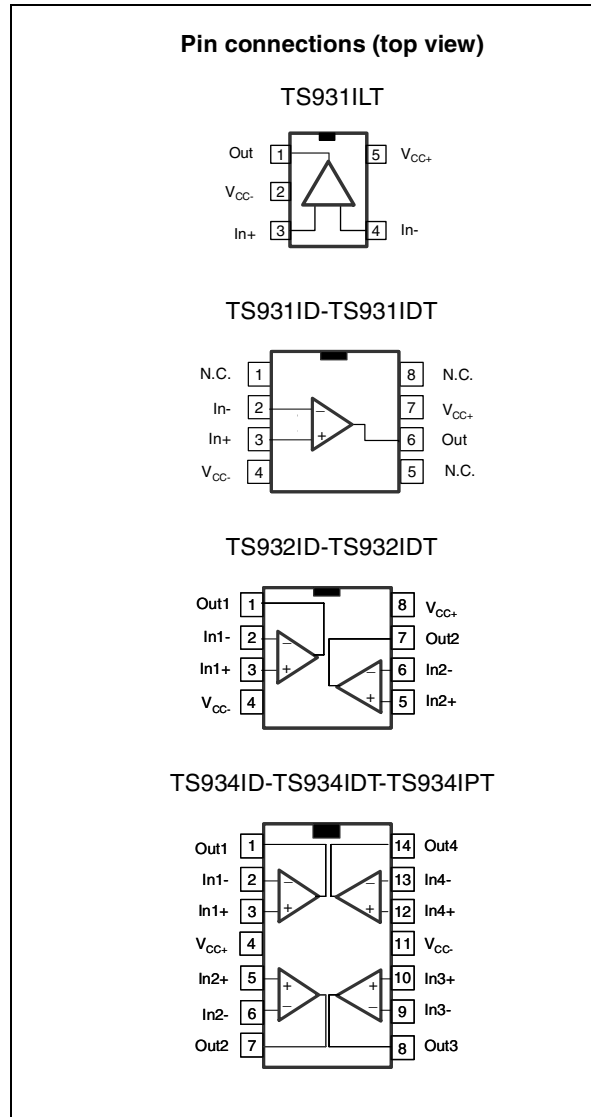 Pin connections (top view)
TS931ILT
Out 1 5 VCC+
VCC- 2
In+ 3 4 In-
TS931ID-TS931IDT
N.C. 1 8 N.C.
In- 2 − 7 VCC+
In+ 3 + 6 Out
VCC- 4 5 N.C.
TS932ID-TS932IDT
Out1 1 8 VCC+
In1- 2 − 7 Out2
In1+ 3 + − 6 In2-
VCC- 4 + 5 In2+
TS934ID-TS934IDT-TS934IPT
Out1 1 14 Out4
In1- 2 − − 13 In4-
In1+ 3 + + 12 In4+
VCC+ 4 11 VCC-
In2+ 5 + + 10 In3+
In2- 6 − − 9 In3-
Out2 7 8 Out3